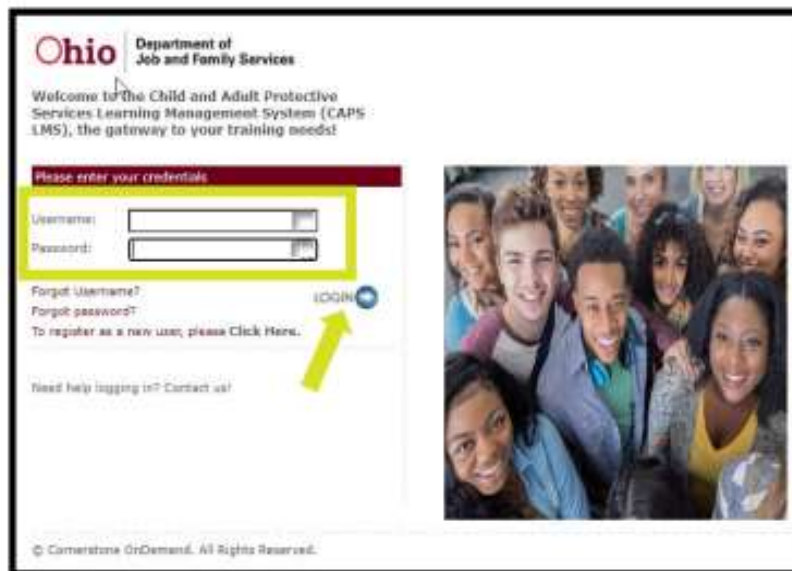 Ohio
Department of
Job and Family Services
Welcome to the Child and Adult Protective
Services Learning Management System (CAPS
LMS), the gateway to your training needs!
Please enter your credentials
Username:
Password:
Forgot Username?
LOGIN
Forgot password?
To register as a new user, please Click Here.
Need help logging in? Contact us!
© Cornerstone OnDemand. All Rights Reserved.